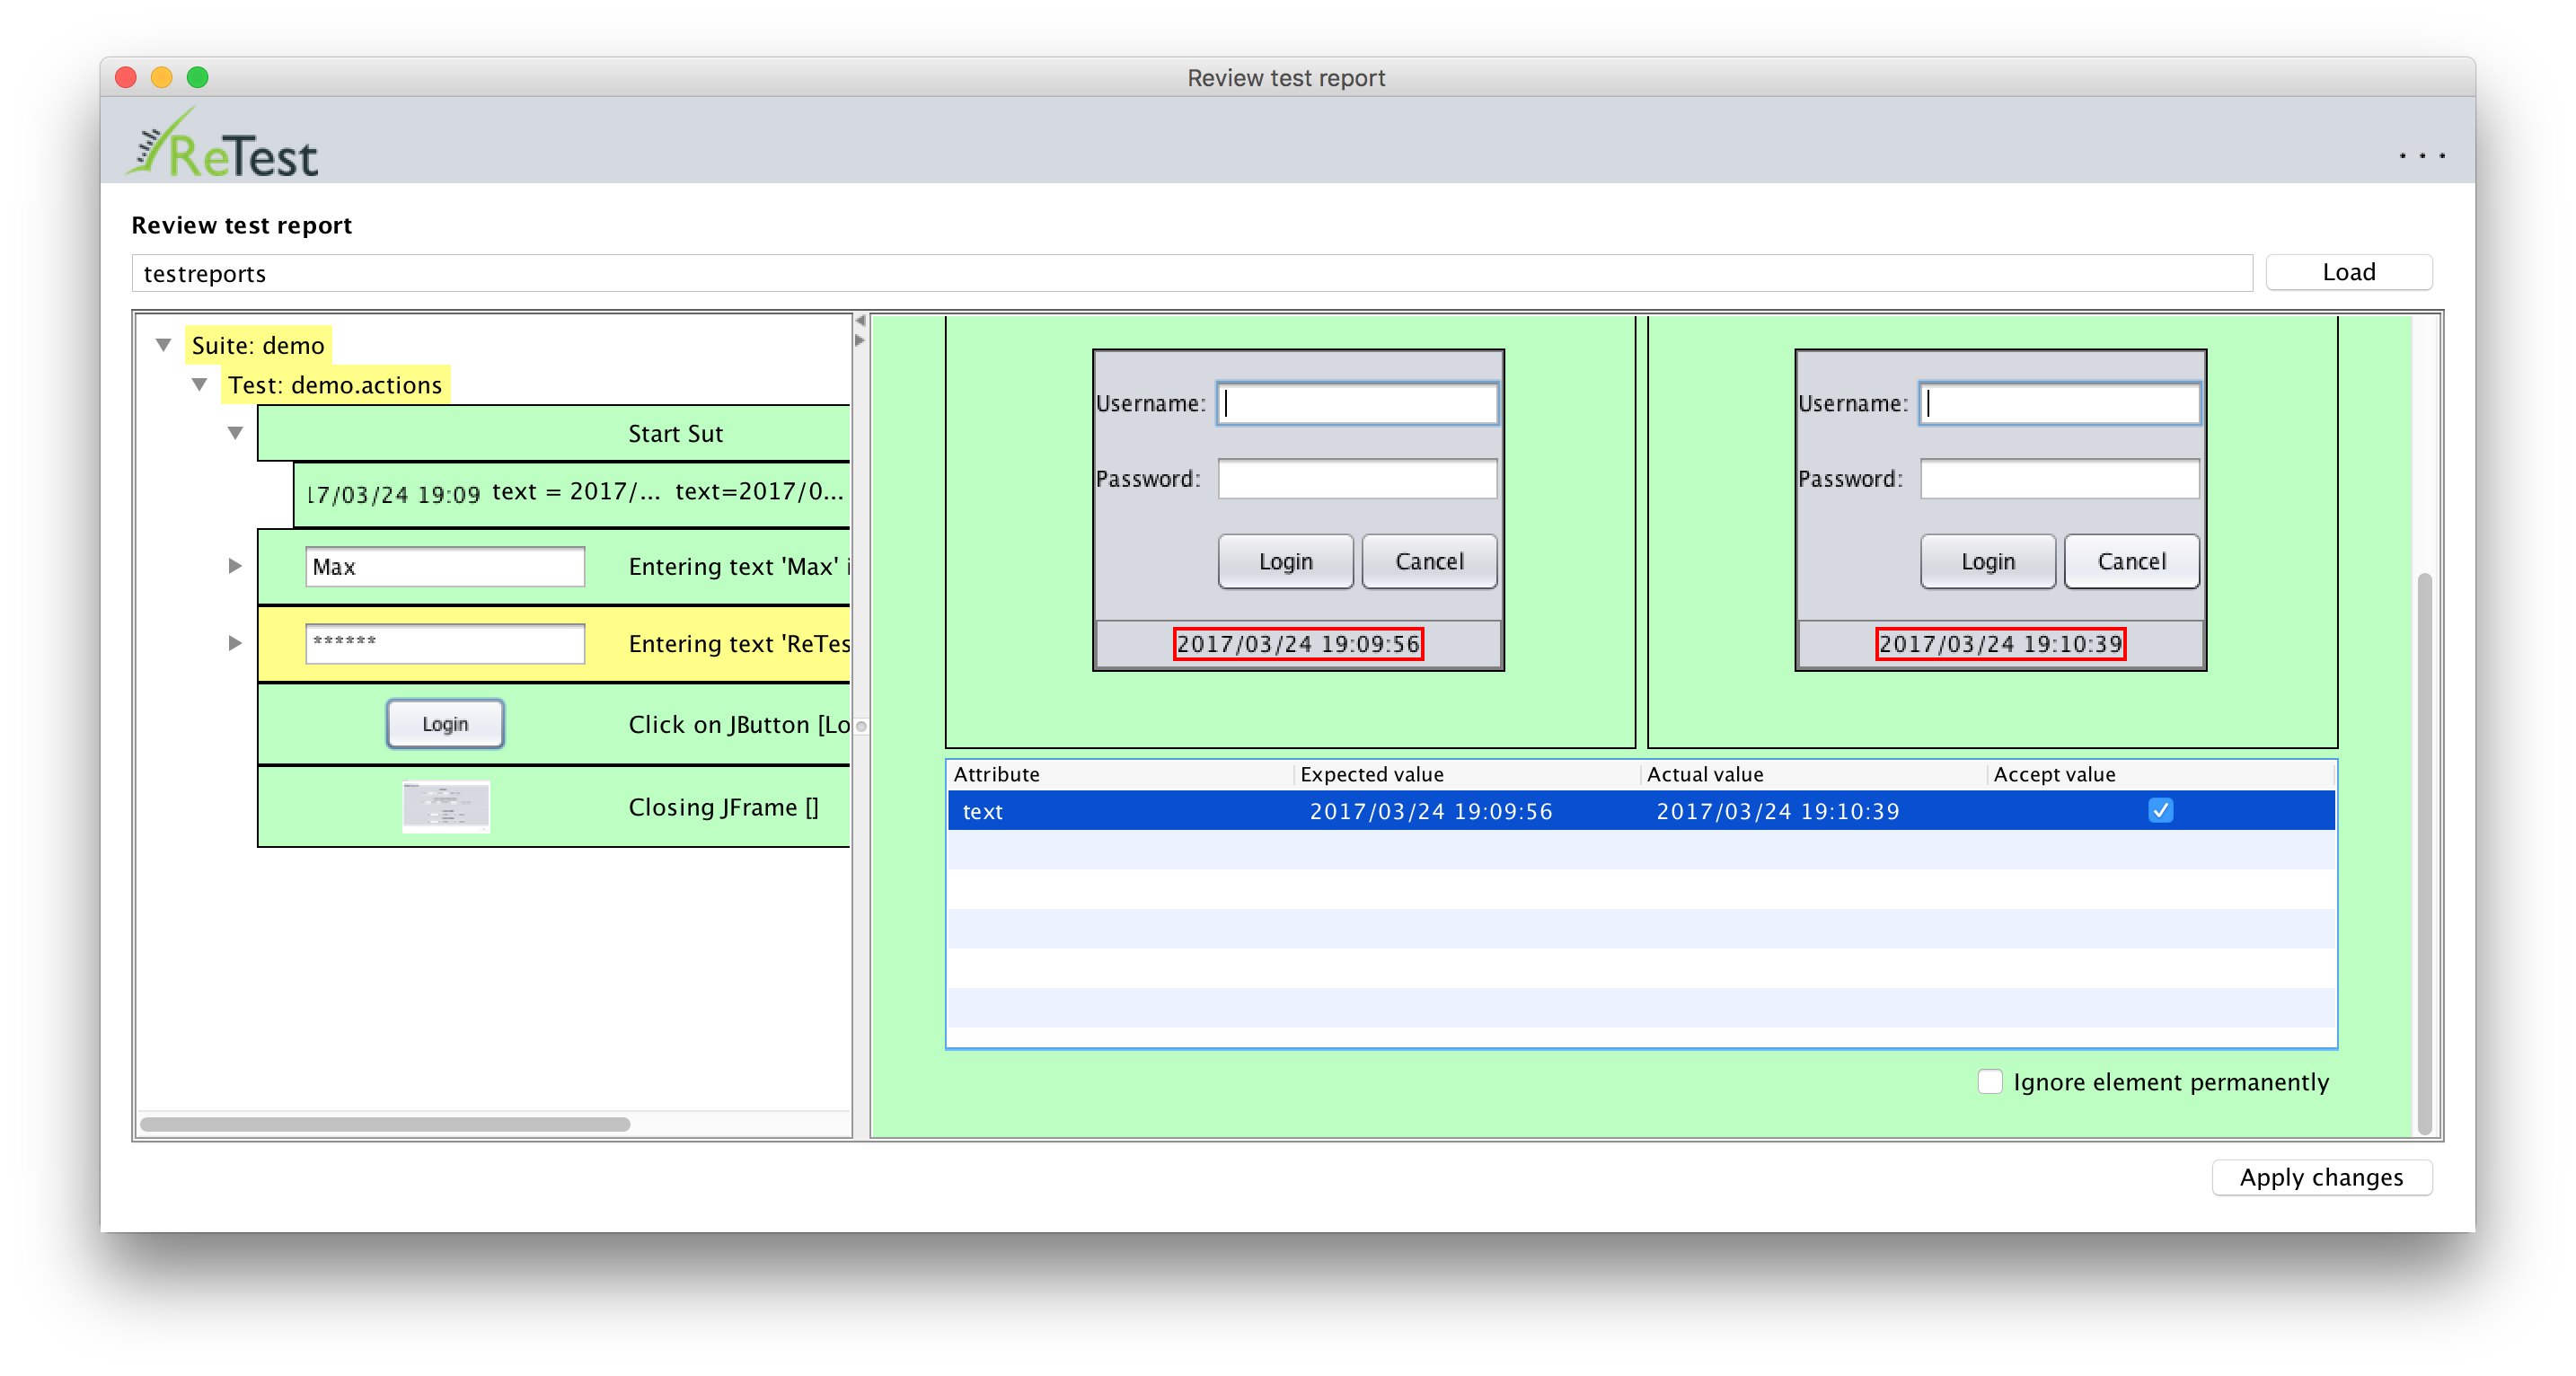 Review test report
ReTest
...
Review test report
testreports
Load
Suite: demo
Test: demo.actions
Start Sut
17/03/24 19:09 text = 2017/... text=2017/0...
Max Entering text 'Max' i
****** Entering text 'ReTes
Login Click on JButton [Lo
Closing JFrame []
Username:
Password:
Login Cancel
2017/03/24 19:09:56
Username:
Password:
Login Cancel
2017/03/24 19:10:39
Attribute Expected value Actual value Accept value
text 2017/03/24 19:09:56 2017/03/24 19:10:39
Ignore element permanently
Apply changes